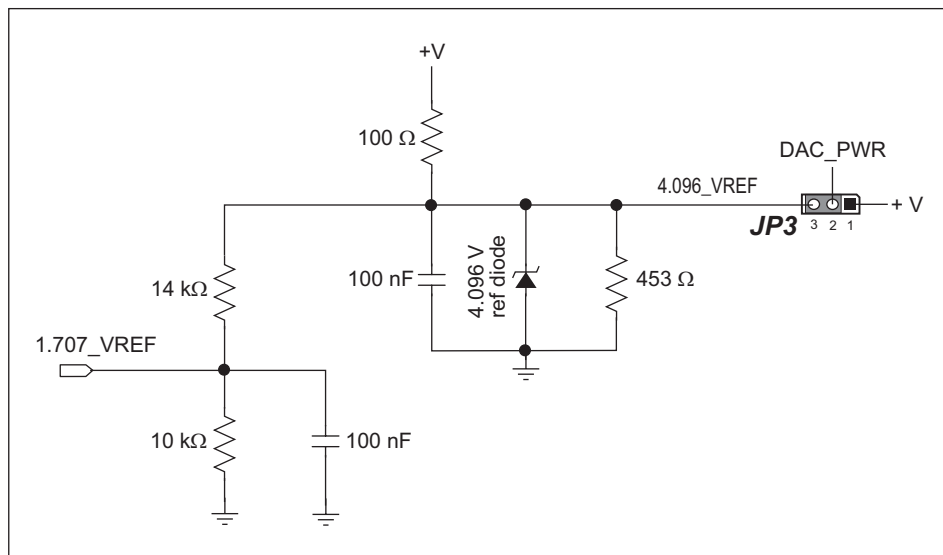 +V
100 Ω
DAC_PWR
4.096_VREF
+ V
JP3
3 2 1
14 kΩ
100 nF
4.096 V
ref diode
453 Ω
1.707_VREF
10 kΩ
100 nF